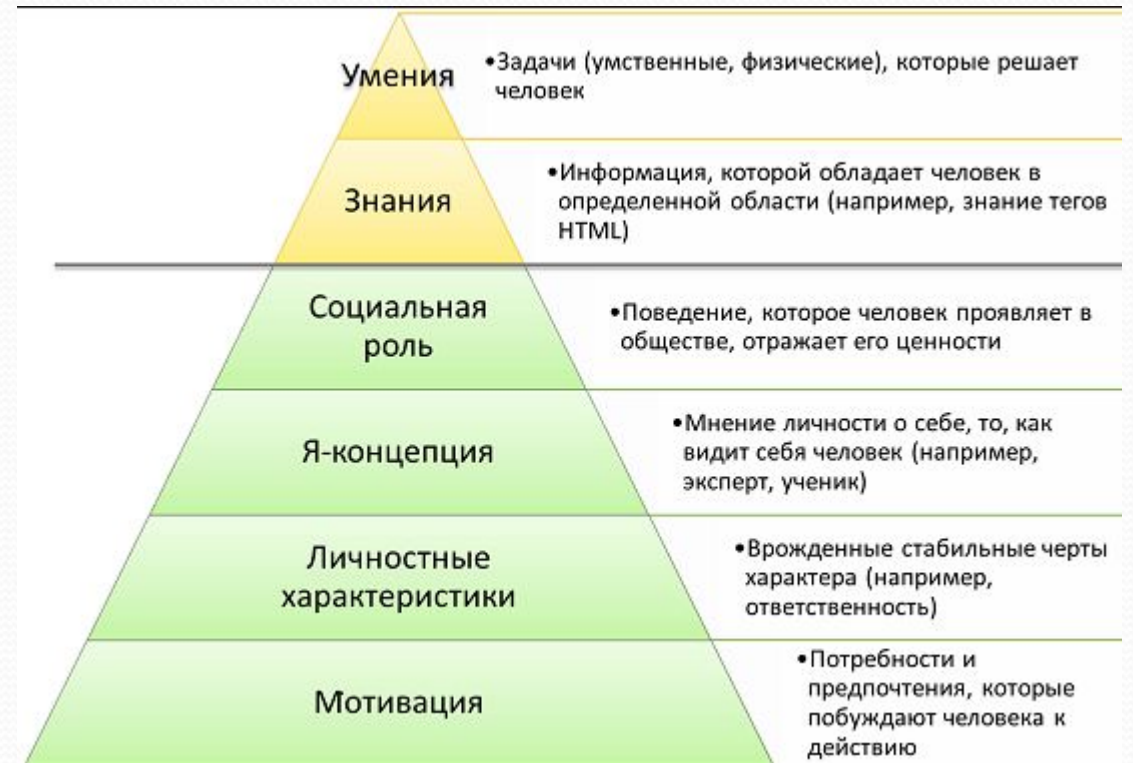 Умения
•Задачи (умственные, физические), которые решает
человек
Знания
•Информация, которой обладает человек в
определенной области (например, знание тегов
HTML)
Социальная
роль
•Поведение, которое человек проявляет в
обществе, отражает его ценности
Я-концепция
•Мнение личности о себе, то, как
видит себя человек (например,
эксперт, ученик)
Личностные
характеристики
•Врожденные стабильные черты
характера (например,
ответственность)
Мотивация
•Потребности и
предпочтения, которые
побуждают человека к
действию